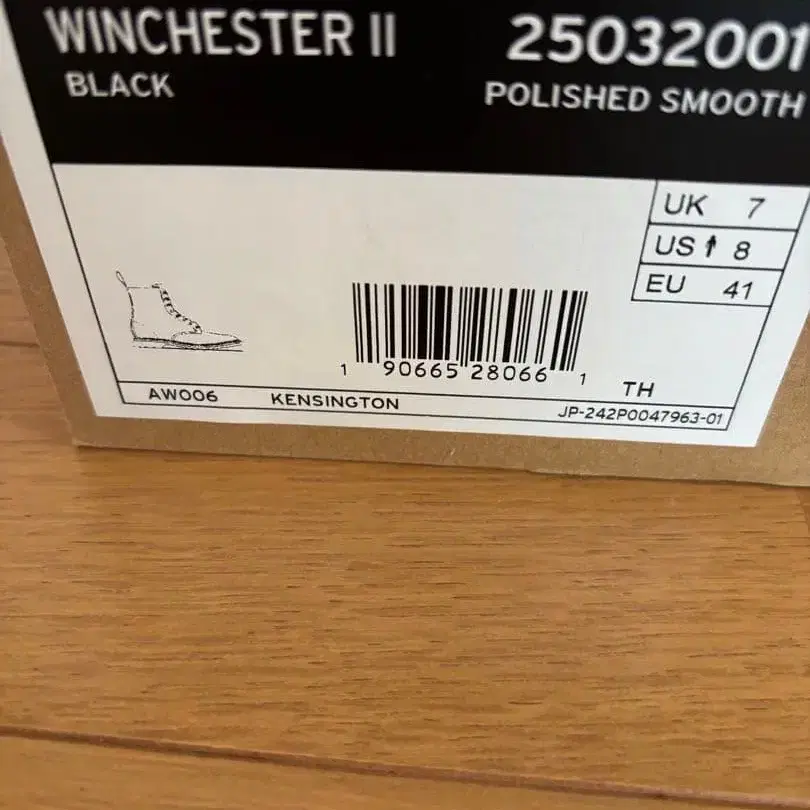 WINCHESTER II 25032001
BLACK POLISHED SMOOTH
UK 7
US 8
EU 41
1 90665 28066 1
TH
AW006 KENSINGTON JP-242P0047963-01